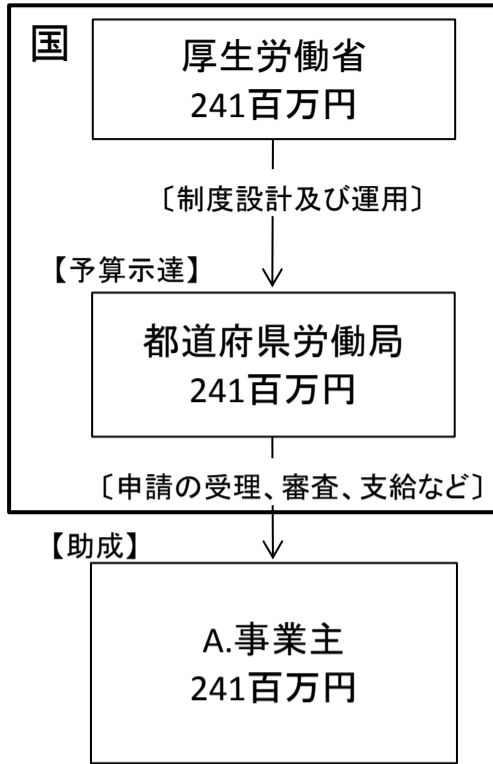 国
厚生労働省
241百万円
〔制度設計及び運用〕
【予算示達】
都道府県労働局
241百万円
〔申請の受理、審査、支給など〕
【助成】
A.事業主
241百万円